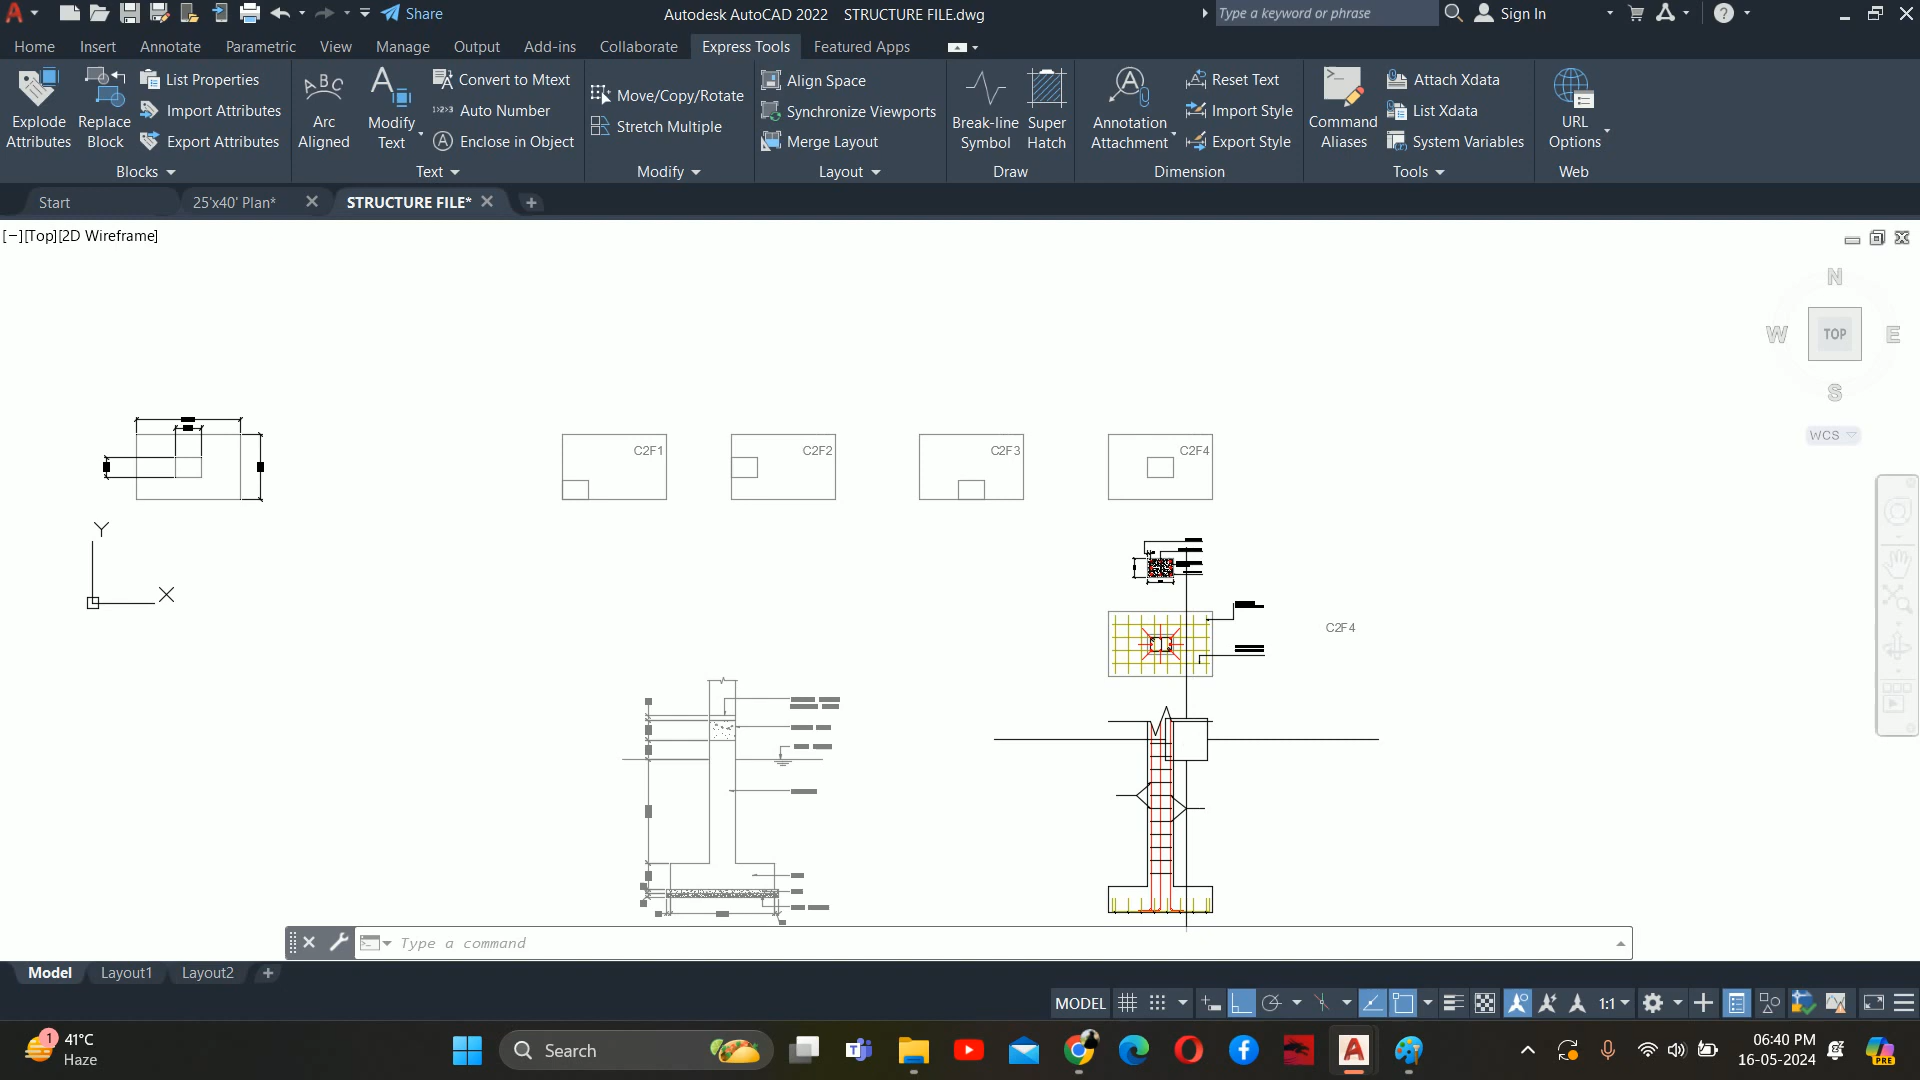 Share
Autodesk AutoCAD 2022 STRUCTURE FILE.dwg
Type a keyword or phrase
Sign In
Home Insert Annotate Parametric View Manage Output Add-ins Collaborate Express Tools Featured Apps
Explode Attributes
Replace Block
List Properties
Import Attributes
Export Attributes
Blocks
ABC
Arc Aligned
A
Modify Text
Convert to Mtext
Auto Number
Enclose in Object
Text
Move/Copy/Rotate
Stretch Multiple
Modify
Align Space
Synchronize Viewports
Merge Layout
Layout
Break-line Symbol
Super Hatch
Draw
Annotation Attachment
Reset Text
Import Style
Export Style
Dimension
Command Aliases
Attach Xdata
List Xdata
System Variables
Tools
URL Options
Web
Start
25'x40' Plan*
STRUCTURE FILE*
[−][Top][2D Wireframe]
N
W TOP E
S
WCS
C2F1 C2F2 C2F3 C2F4
Y
X
C2F4
Type a command
Model Layout1 Layout2
MODEL
1:1
1
41°C
Haze
Search
06:40 PM
16-05-2024
PRE